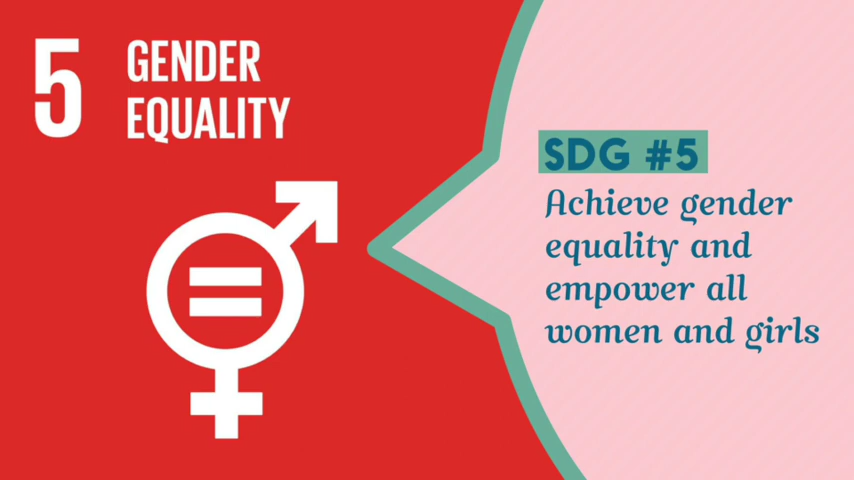 5
GENDER
EQUALITY
SDG #5
Achieve gender
equality and
empower all
women and girls